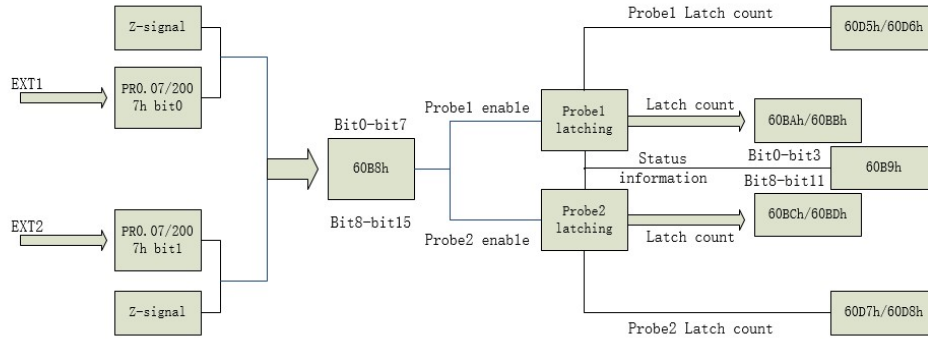 Probe1 Latch count
60D5h/60D6h
Z-signal
EXT1
PR0.07/200
7h bit0
Probe1 enable
Probe1
latching
Latch count
60BAh/60BBh
Bit0-bit7
60B8h
Bit8-bit15
Status
information
Bit0-bit3
60B9h
Bit8-bit11
EXT2
PR0.07/200
7h bit1
Probe2 enable
Probe2
latching
Latch count
60BCh/60BDh
Z-signal
60D7h/60D8h
Probe2 Latch count